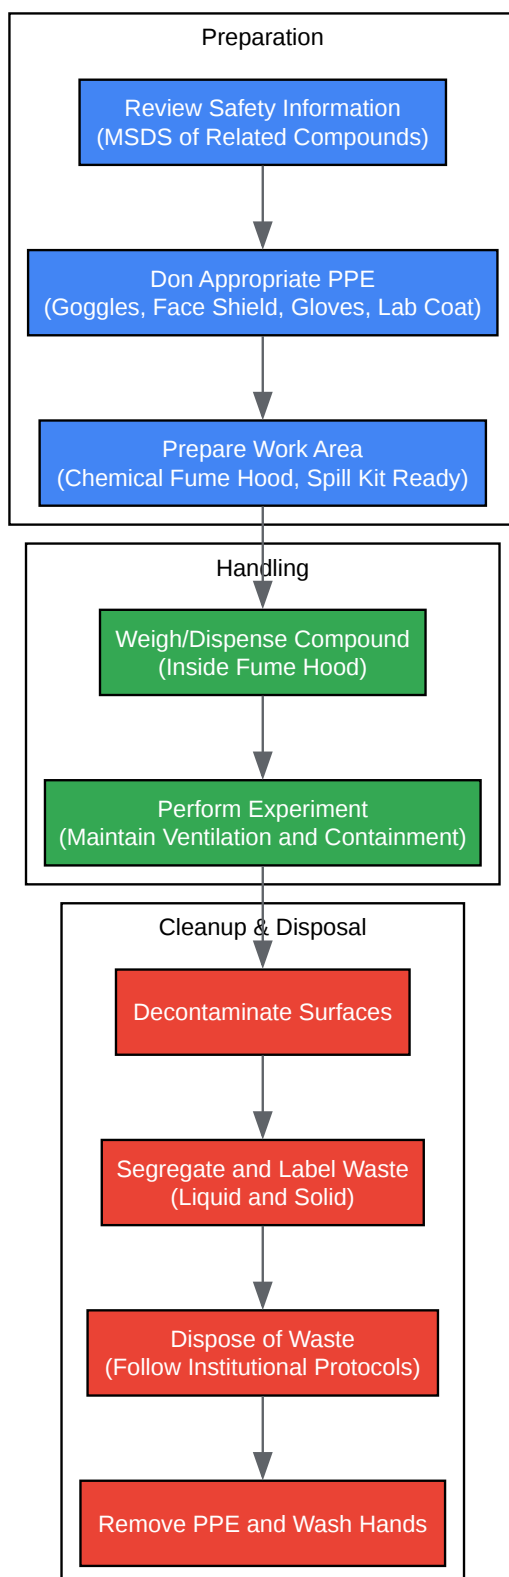 Preparation
Review Safety Information
(MSDS of Related Compounds)
Don Appropriate PPE
(Goggles, Face Shield, Gloves, Lab Coat)
Prepare Work Area
(Chemical Fume Hood, Spill Kit Ready)
Handling
Weigh/Dispense Compound
(Inside Fume Hood)
Perform Experiment
(Maintain Ventilation and Containment)
Cleanup & Disposal
Decontaminate Surfaces
Segregate and Label Waste
(Liquid and Solid)
Dispose of Waste
(Follow Institutional Protocols)
Remove PPE and Wash Hands